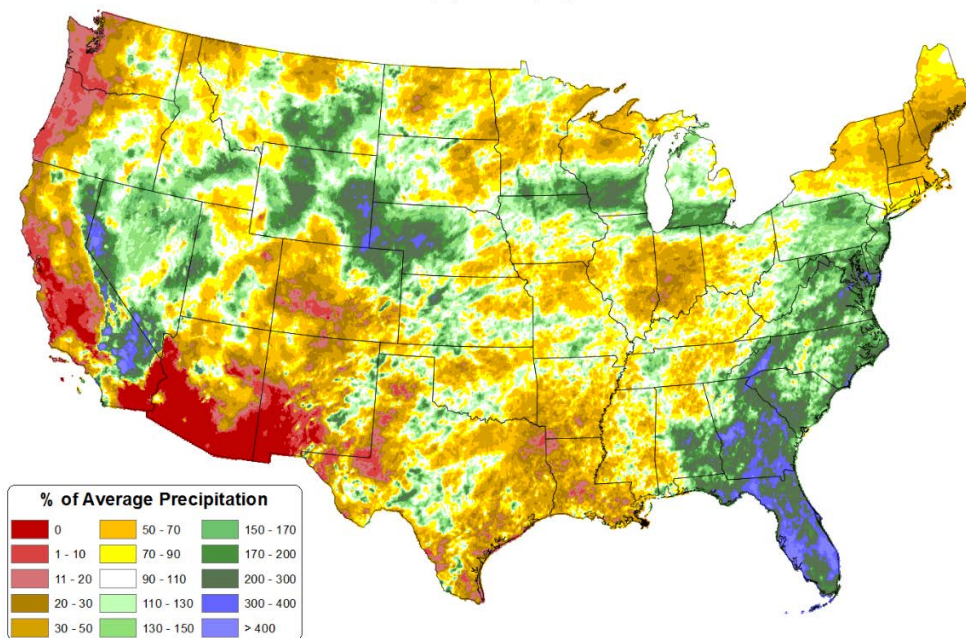 % of Average Precipitation
0 50 - 70 150 - 170
1 - 10 70 - 90 170 - 200
11 - 20 90 - 110 200 - 300
20 - 30 110 - 130 300 - 400
30 - 50 130 - 150 > 400